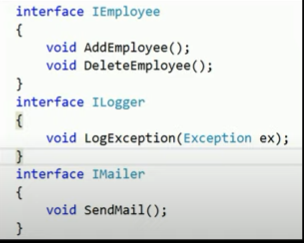 interface IEmployee
{
void AddEmployee();
void DeleteEmployee();
}
interface ILogger
{
void LogException(Exception ex);
}
interface IMailer
{
void SendMail();
}